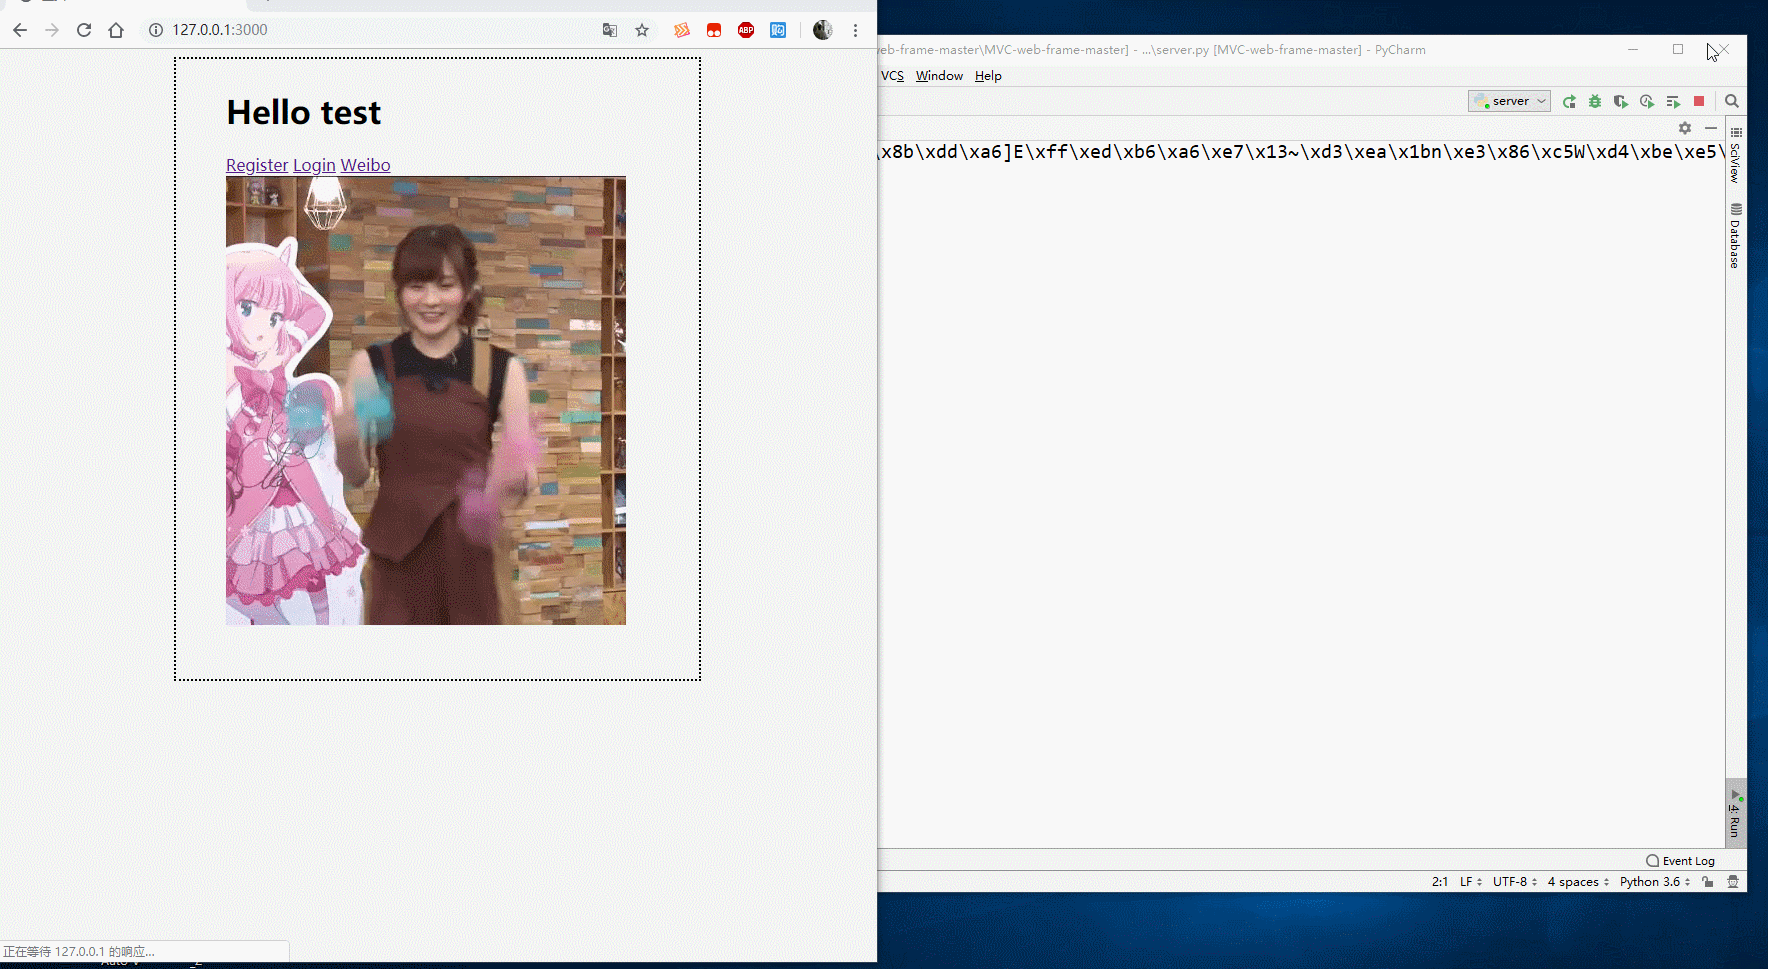 127.0.0.1:3000
ABP
购
Hello test
Register Login Weibo
正在等待 127.0.0.1 的响应...
web-frame-master\MVC-web-frame-master] - ...\server.py [MVC-web-frame-master] - PyCharm
VCS Window Help
server
\x8b\xdd\xa6]E\xff\xed\xb6\xa6\xe7\x13~\xd3\xea\x1bn\xe3\x86\xc5W\xd4\xbe\xe5\
SciView
Database
4: Run
Event Log
2:1 LF UTF-8 4 spaces Python 3.6